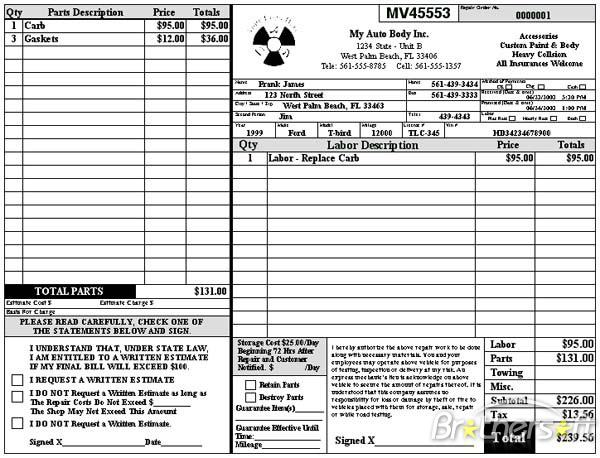 Qty Parts Description Price Totals
1 Carb $95.00 $95.00
3 Gaskets $12.00 $36.00
TOTAL PARTS $131.00
Estimate Cost $ Estimate Charge $
Basis For Charge
PLEASE READ CAREFULLY, CHECK ONE OF
THE STATEMENTS BELOW AND SIGN.
I UNDERSTAND THAT, UNDER STATE LAW,
I AM ENTITLED TO A WRITTEN ESTIMATE
IF MY FINAL BILL WILL EXCEED $100.
I REQUEST A WRITTEN ESTIMATE
I DO NOT Request a Written Estimate as long as
The Repair Costs Do Not Exceed $
The Shop May Not Exceed This Amount
I DO NOT Request a Written Estimate
Signed X Date
MV45553
Repair Order No.
0000001
My Auto Body Inc.
1234 State - Unit B
West Palm Beach, FL 33406
Tele: 561-555-8785 Cell: 561-555-1357
Accessories
Custom Paint & Body
Heavy Collision
All Insurances Welcome
Name Frank James Home 561-439-3434
Address 123 North Street Bus 561-439-3333
City / State / Zip West Palm Beach, FL 33463
Second Person Jim 439-4343
Method of Payment
Ck Chg Cash
Received (Date & time) 06/23/2003 5:30 PM
Promised (Date & time) 06/24/2003 1:00 PM
Labor
Flat Rate Hourly Rate Both
Year Make Model License # Vin #
1999 Ford T-bird 12000 TLC-345 HD34234678900
Qty Labor Description Price Totals
1 Labor - Replace Carb $95.00 $95.00
Storage Cost $25.00/Day
Beginning 72 Hrs After
Repair and Customer
Notified. $ /Day
Retain Parts
Destroy Parts
Guarantee Item(s)
Guarantee Effective Until
Time:
Mileage
I hereby authorize the above repair work to be done
along with necessary materials. You and your
employees may operate above vehicle for purposes
of testing, inspection or delivery at my risk. An
express mechanic's lien is acknowledged on above
vehicle to secure the amount of repairs thereof. It is
understood that this company assumes no
responsibility for loss or damage by theft or fire to
vehicles placed with them for storage, sale, repair
or while road testing.
Signed X
Labor $95.00
Parts $131.00
Towing
Misc.
Subtotal $226.00
Tax $13.56
Total $239.56
Br thersoft